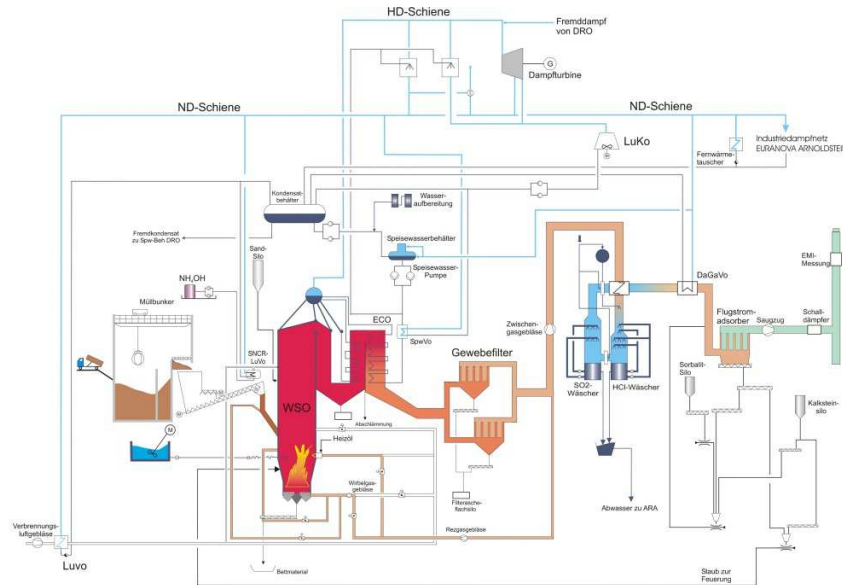 HD-Schiene
Fremddampf
von DRO
G
Dampfturbine
ND-Schiene
ND-Schiene
LuKo
Industriedampfnetz
EURANOVA ARNOLDSTEIN
Fernwärme-
tauscher
Kondensat-
behälter
Wasser-
aufbereitung
Fremdkondensat
zu Spw-Beh DRO
Speisewasserbehälter
Sand-
Silo
Speisewasser-
Pumpe
EMI-
Messung
NH4OH
DaGaVo
Müllbunker
ECO
SpwVo
Zwischen-
gasgebläse
Flugstrom-
adsorber
Saugzug
Schall-
dämpfer
SNCR-
LuVo
Gewebefilter
WSO
SO2-
Wäscher
HCl-Wäscher
Sorbalit-
Silo
Kalkstein-
silo
Abschlämmung
M
Heizöl
Wirbelgas-
gebläse
Filterasche-
flachsilo
Abwasser zu ARA
Verbrennungs-
luftgebläse
Rezgasgebläse
Luvo
Bettmaterial
Staub zur
Feuerung